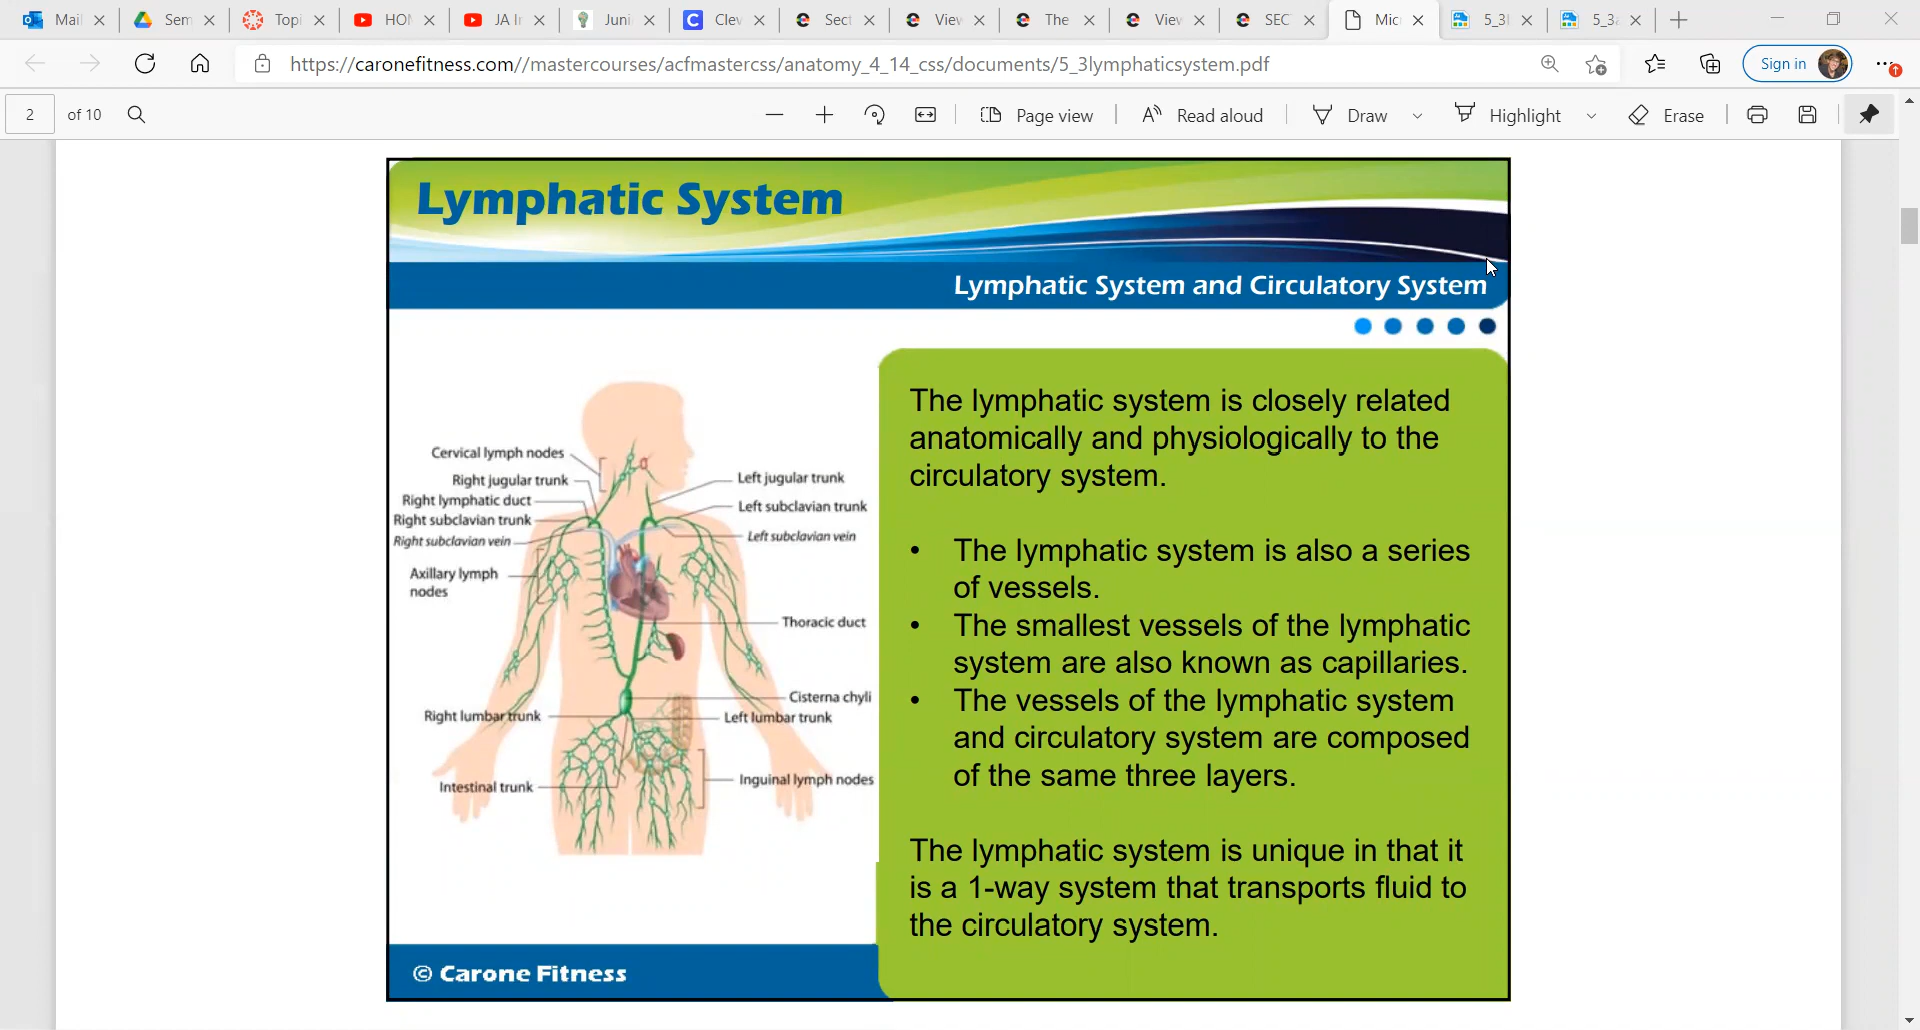 Mail Sem Topi HOM JA Ir Juni Clev Sect View The View SEC Mic 5_3l 5_3a
https://caronefitness.com//mastercourses/acfmastercss/anatomy_4_14_css/documents/5_3lymphaticsystem.pdf Sign in
2 of 10 Page view Read aloud Draw Highlight Erase
Lymphatic System
Lymphatic System and Circulatory System
Cervical lymph nodes
Right jugular trunk
Right lymphatic duct
Right subclavian trunk
Right subclavian vein
Axillary lymph
nodes
Right lumbar trunk
Intestinal trunk
Left jugular trunk
Left subclavian trunk
Left subclavian vein
Thoracic duct
Cisterna chyli
Left lumbar trunk
Inguinal lymph nodes
The lymphatic system is closely related
anatomically and physiologically to the
circulatory system.
• The lymphatic system is also a series
of vessels.
• The smallest vessels of the lymphatic
system are also known as capillaries.
• The vessels of the lymphatic system
and circulatory system are composed
of the same three layers.
The lymphatic system is unique in that it
is a 1-way system that transports fluid to
the circulatory system.
© Carone Fitness